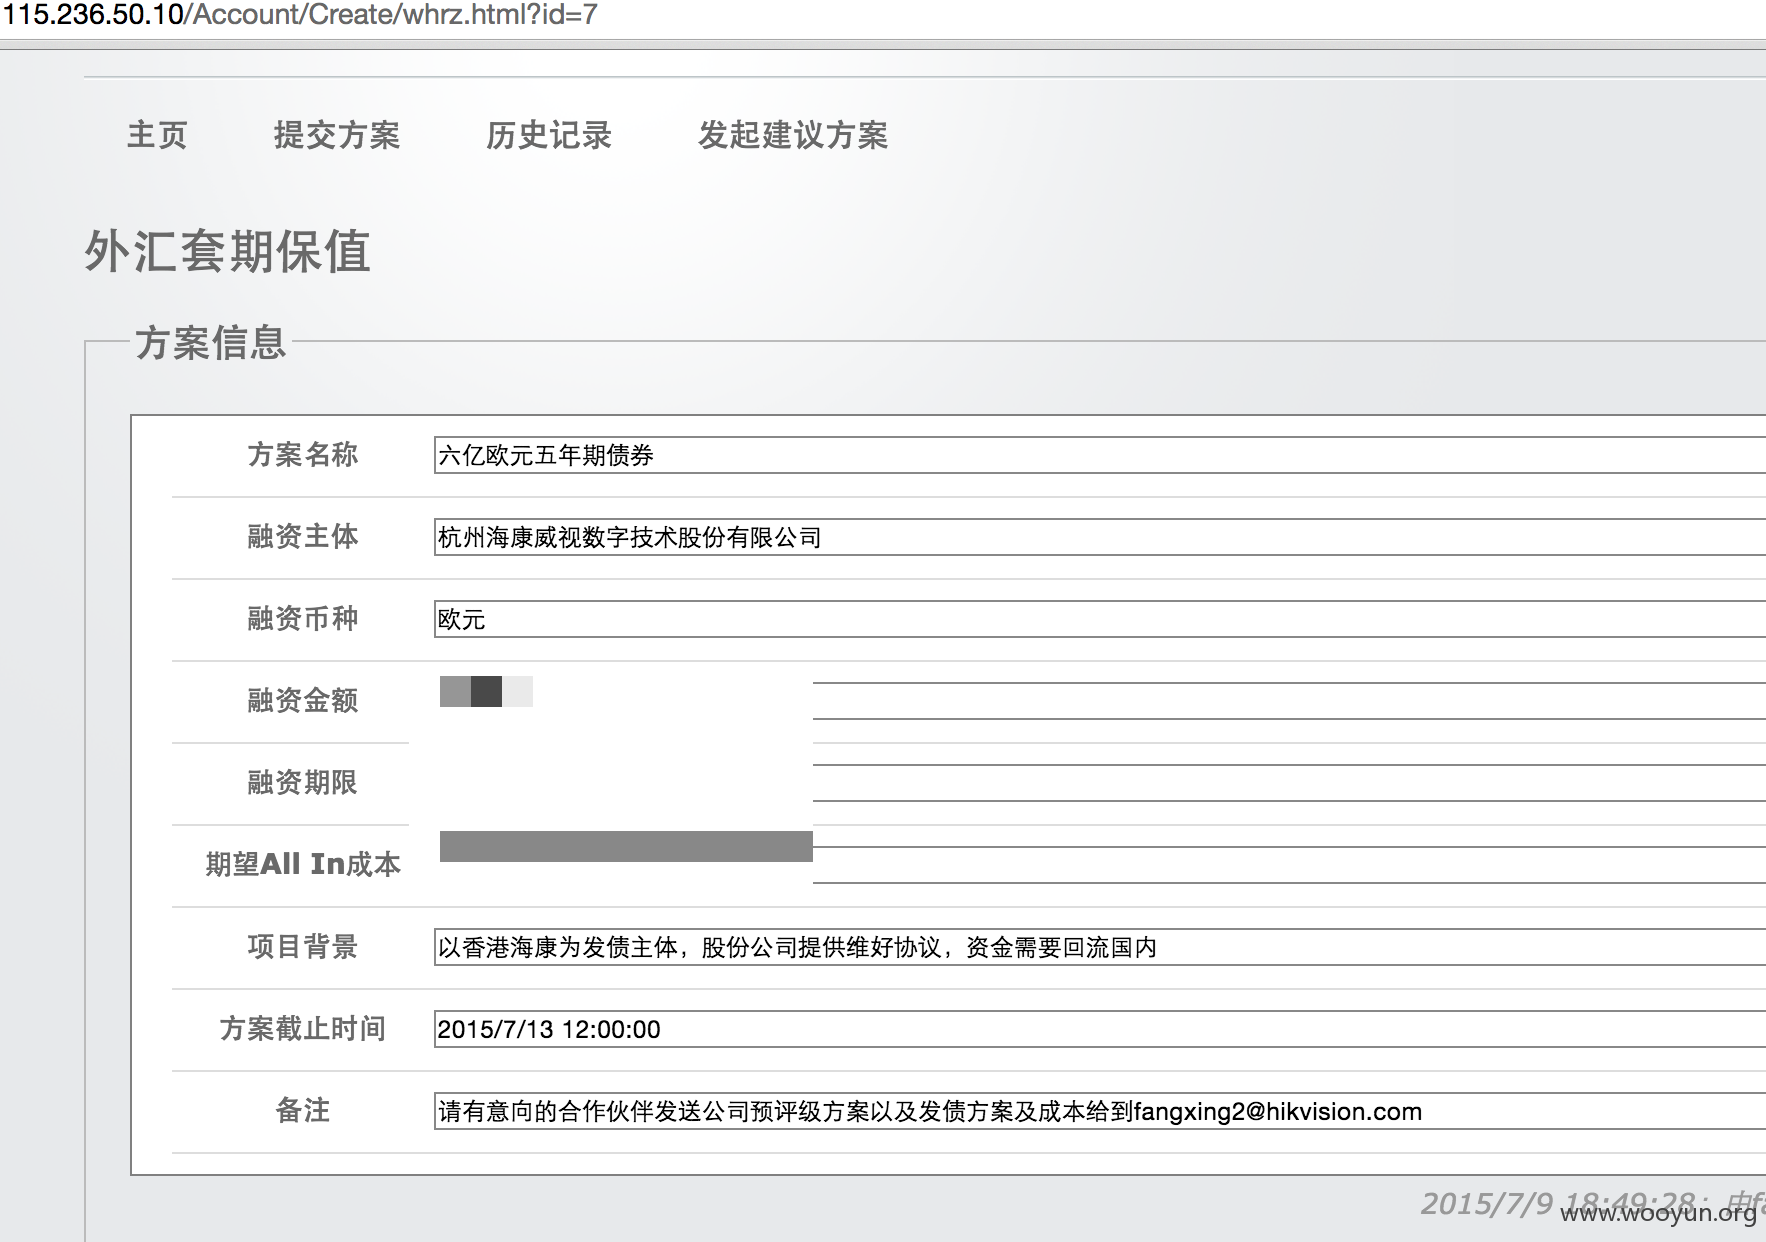 115.236.50.10/Account/Create/whrz.html?id=7
主页 提交方案 历史记录 发起建议方案
外汇套期保值
方案信息
方案名称 六亿欧元五年期债券
融资主体 杭州海康威视数字技术股份有限公司
融资币种 欧元
融资金额
融资期限
期望All In成本
项目背景 以香港海康为发债主体，股份公司提供维好协议，资金需要回流国内
方案截止时间 2015/7/13 12:00:00
备注 请有意向的合作伙伴发送公司预评级方案以及发债方案及成本给到fangxing2@hikvision.com
2015/7/9 18:49:28：由fa
www.wooyun.org